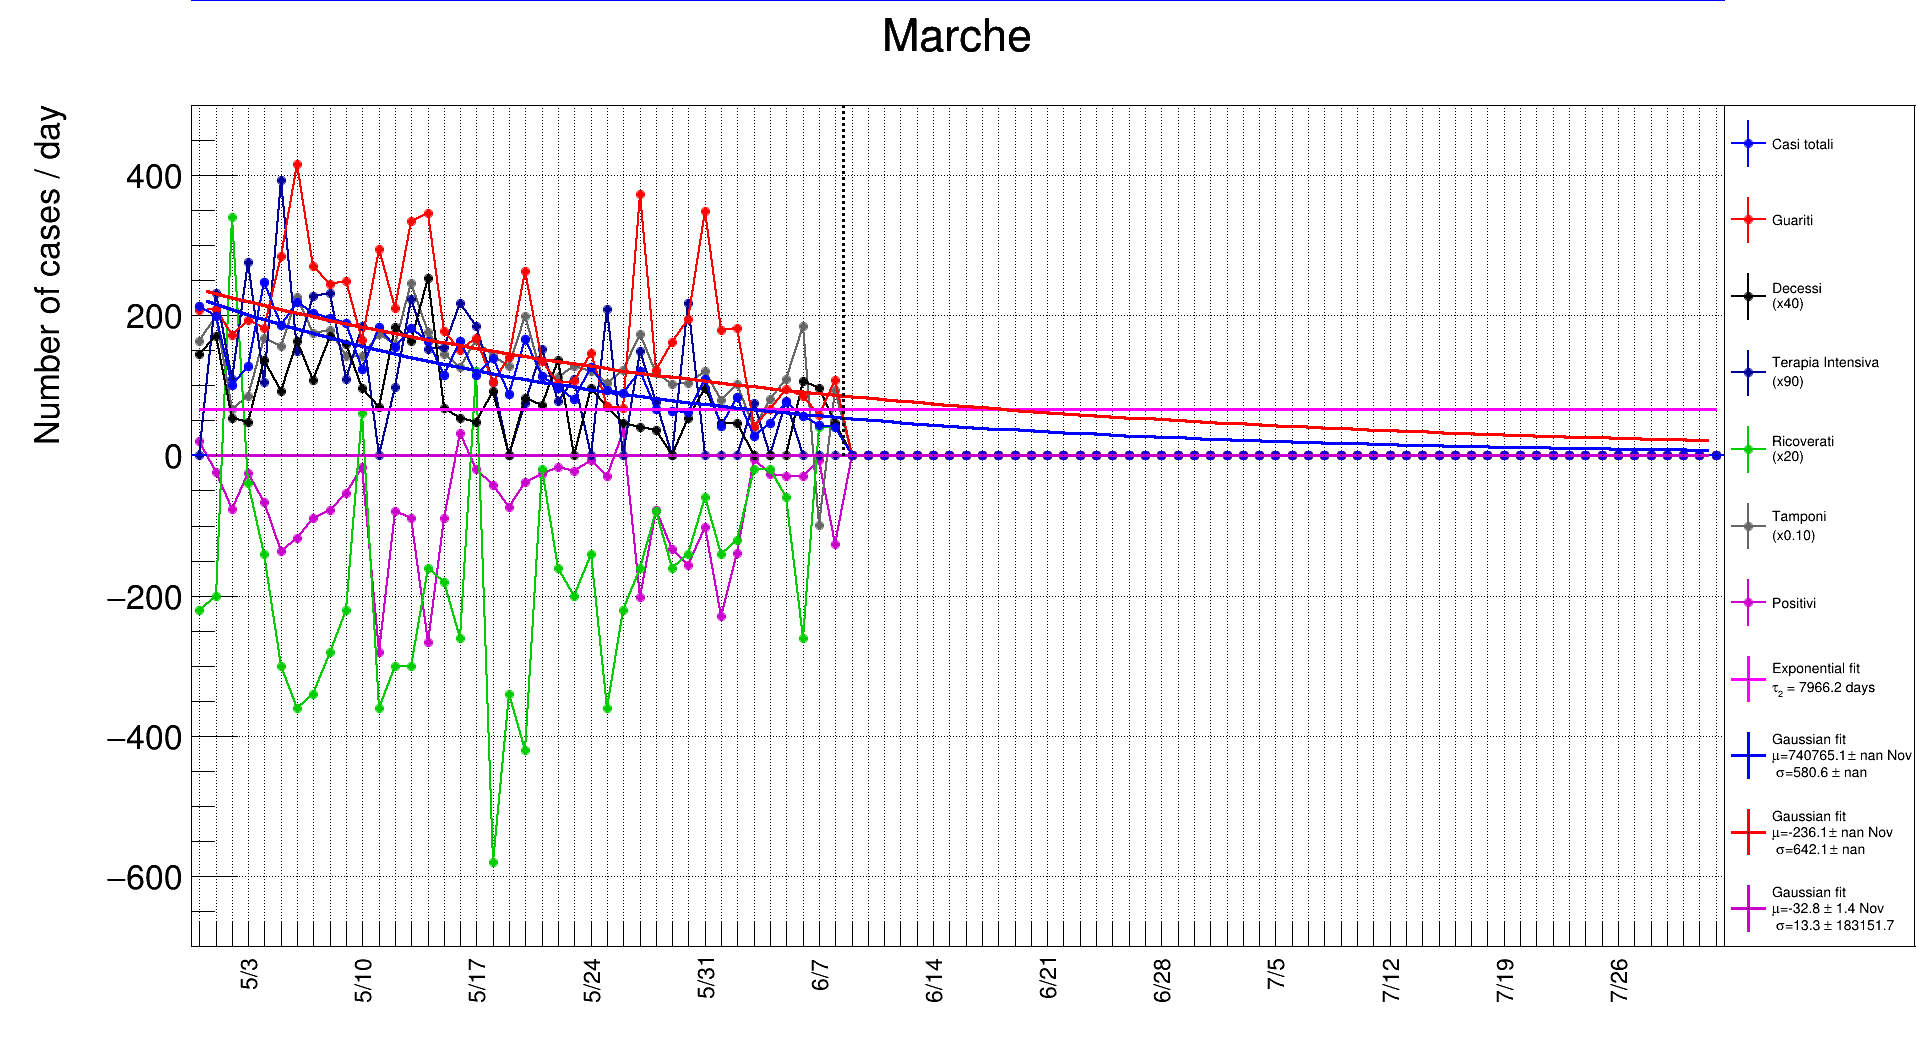 Marche
Number of cases / day
400
200
0
−200
−400
−600
5/3
5/10
5/17
5/24
5/31
6/7
6/14
6/21
6/28
7/5
7/12
7/19
7/26
Casi totali
Guariti
Decessi
(x40)
Terapia Intensiva
(x90)
Ricoverati
(x20)
Tamponi
(x0.10)
Positivi
Exponential fit
τ₂ = 7966.2 days
Gaussian fit
μ=740765.1± nan Nov
σ=580.6 ± nan
Gaussian fit
μ=-236.1± nan Nov
σ=642.1± nan
Gaussian fit
μ=-32.8 ± 1.4 Nov
σ=13.3 ± 183151.7